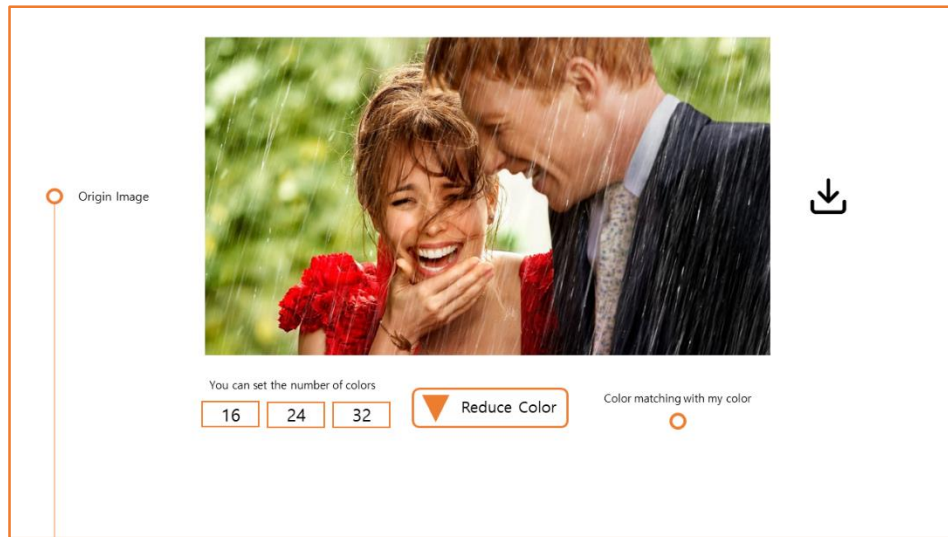 Origin Image
You can set the number of colors
16 24 32
Reduce Color
Color matching with my color